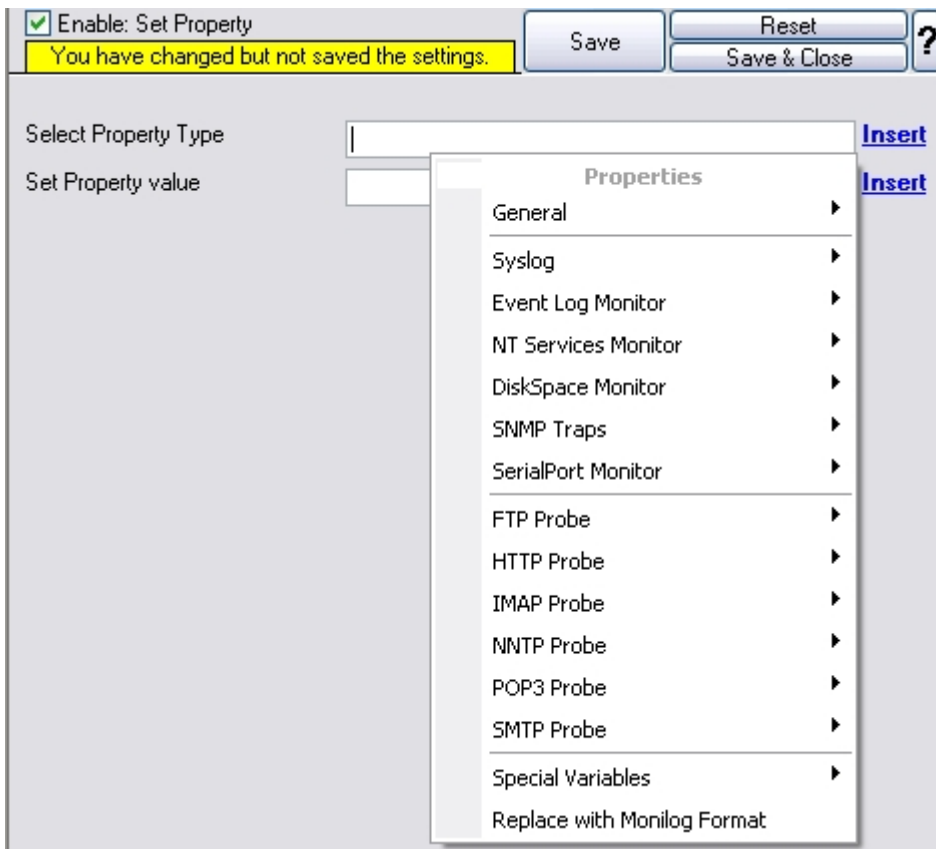 Enable: Set Property
You have changed but not saved the settings.
Save
Reset
Save & Close
?
Select Property Type
Insert
Set Property value
Insert
Properties
General
Syslog
Event Log Monitor
NT Services Monitor
DiskSpace Monitor
SNMP Traps
SerialPort Monitor
FTP Probe
HTTP Probe
IMAP Probe
NNTP Probe
POP3 Probe
SMTP Probe
Special Variables
Replace with Monilog Format